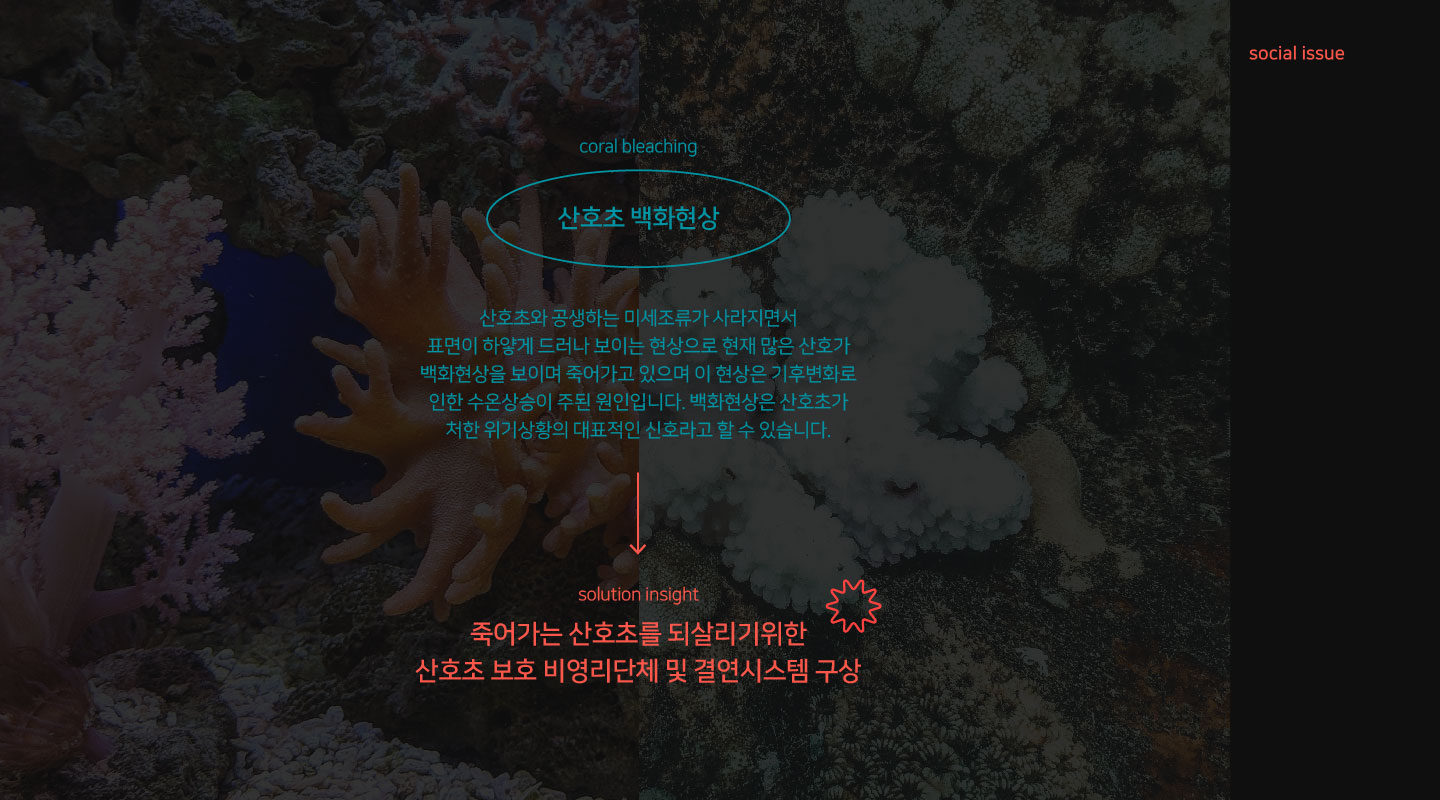 social issue
coral bleaching
산호초 백화현상
산호초와 공생하는 미세조류가 사라지면서
표면이 하얗게 드러나 보이는 현상으로 현재 많은 산호가
백화현상을 보이며 죽어가고 있으며 이 현상은 기후변화로
인한 수온상승이 주된 원인입니다. 백화현상은 산호초가
처한 위기상황의 대표적인 신호라고 할 수 있습니다.
solution insight
죽어가는 산호초를 되살리기위한
산호초 보호 비영리단체 및 결연시스템 구상